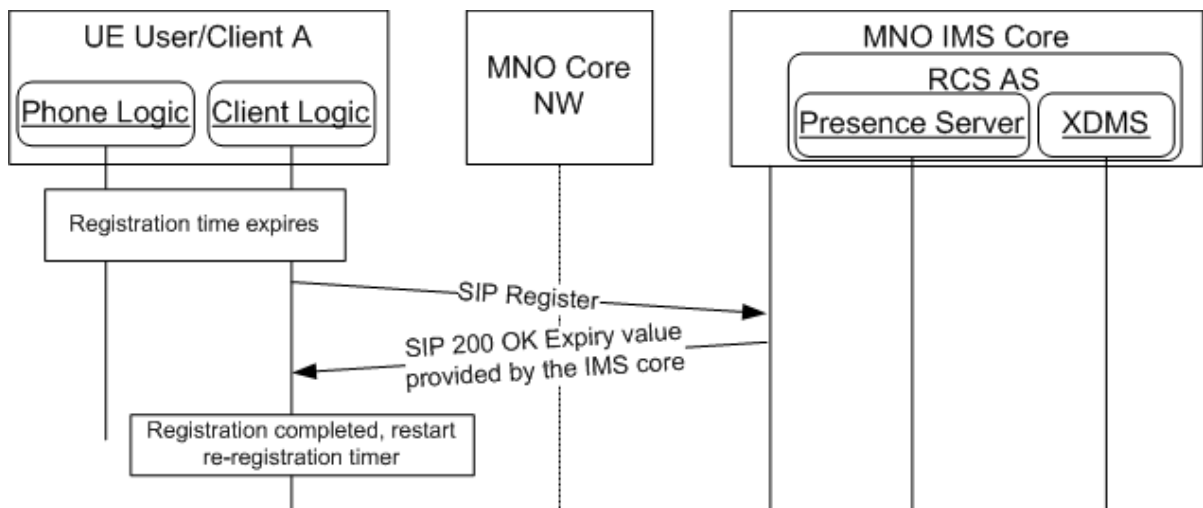 UE User/Client A
Phone Logic
Client Logic
MNO Core
NW
MNO IMS Core
RCS AS
Presence Server
XDMS
Registration time expires
SIP Register
SIP 200 OK Expiry value
provided by the IMS core
Registration completed, restart
re-registration timer